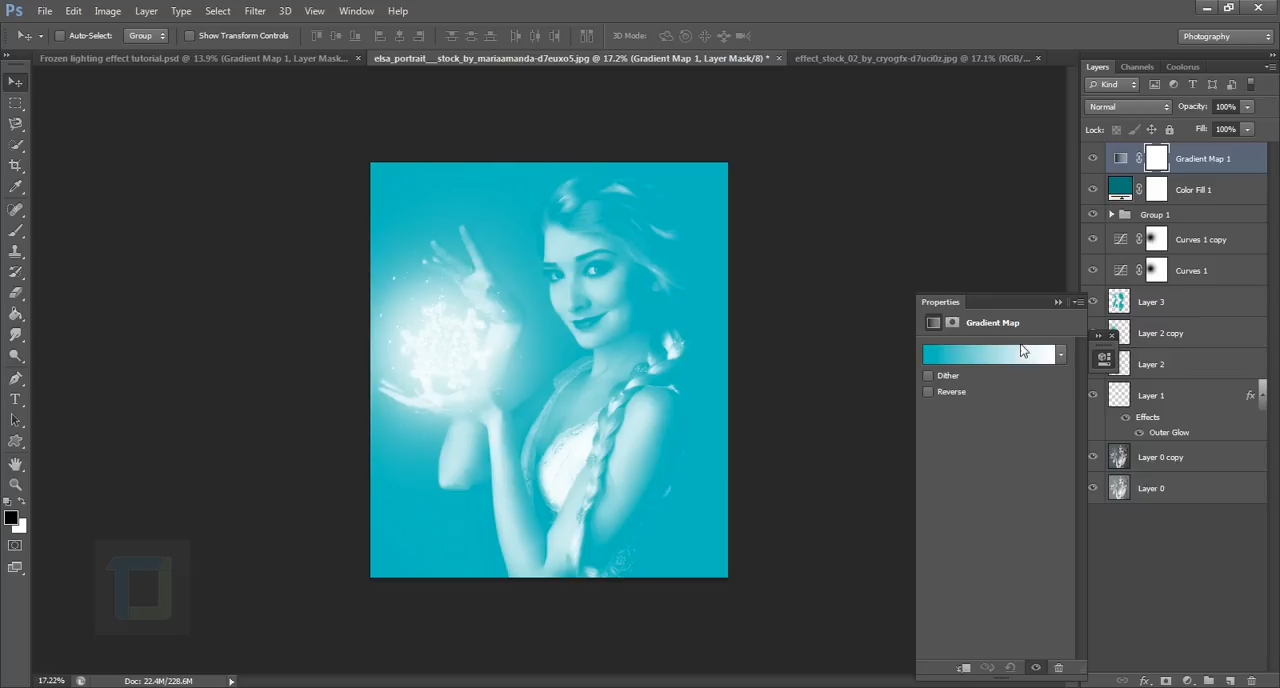 Ps File Edit Image Layer Type Select Filter 3D View Window Help
Auto-Select: Group Show Transform Controls 3D Mode: Photography
Frozen lighting effect tutorial.psd @ 13.9% (Gradient Map 1, Layer Mask... ×
elsa_portrait__stock_by_mariaamanda-d7euxo5.jpg @ 17.2% (Gradient Map 1, Layer Mask/8) * ×
effect_stock_02_by_cryogfx-d7uci0z.jpg @ 17.1% (RGB/... ×
Layers Channels Coolorus
Kind
Normal Opacity: 100%
Lock: Fill: 100%
Gradient Map 1
Color Fill 1
Group 1
Curves 1 copy
Curves 1
Layer 3
Layer 2 copy
Layer 2
Layer 1 fx
Effects
Outer Glow
Layer 0 copy
Layer 0
Properties
Gradient Map
Dither
Reverse
17.22% Doc: 22.4M/228.6M